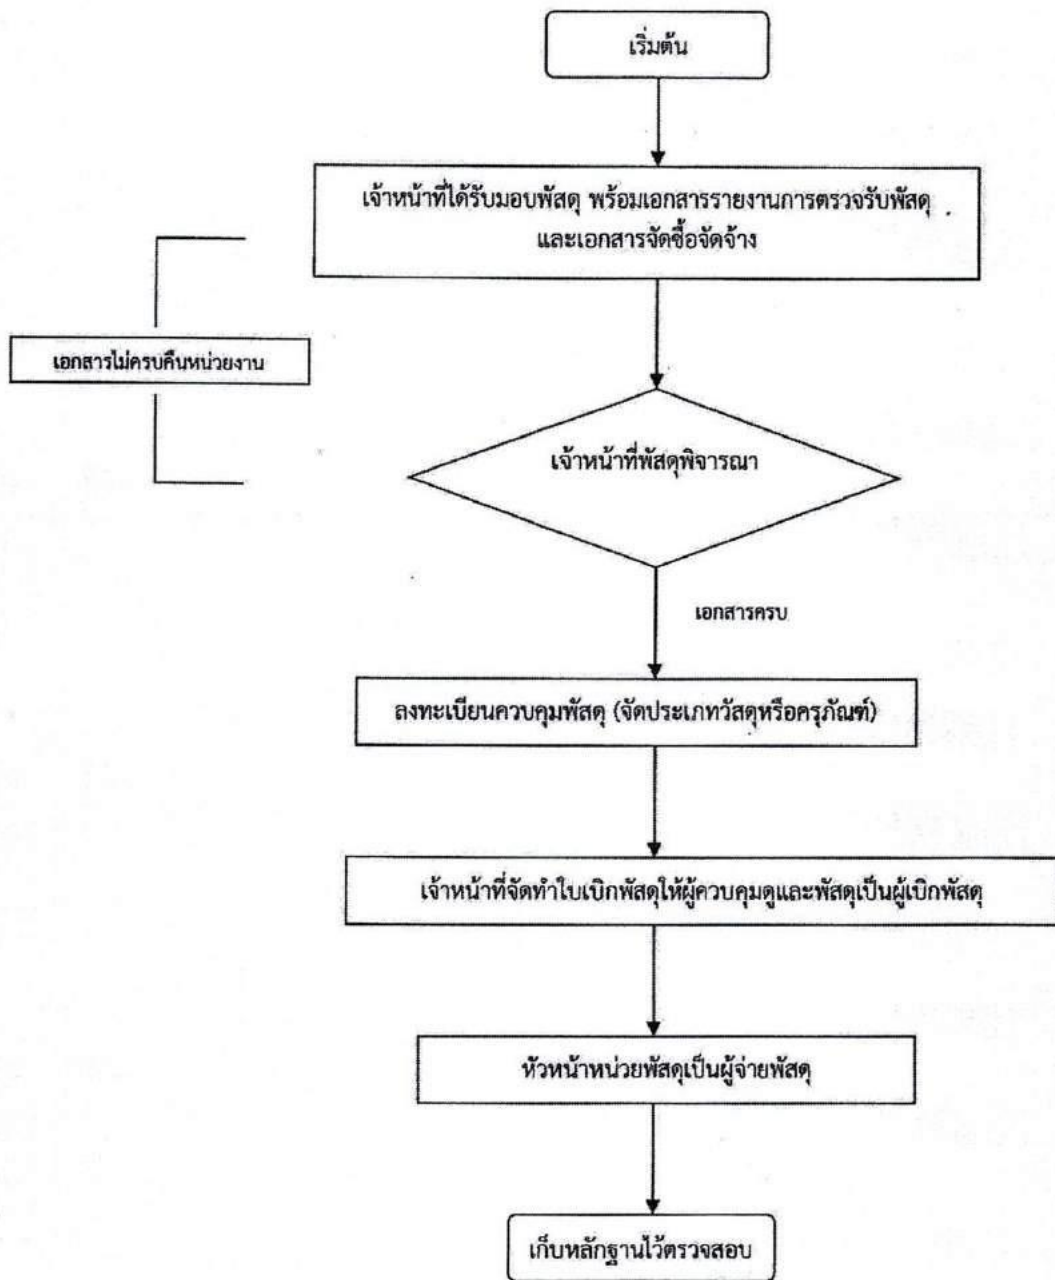 เริ่มต้น
เจ้าหน้าที่ได้รับมอบพัสดุ พร้อมเอกสารรายงานการตรวจรับพัสดุ
และเอกสารจัดซื้อจัดจ้าง
เอกสารไม่ครบคืนหน่วยงาน
เจ้าหน้าที่พัสดุพิจารณา
เอกสารครบ
ลงทะเบียนควบคุมพัสดุ (จัดประเภทวัสดุหรือครุภัณฑ์)
เจ้าหน้าที่จัดทำใบเบิกพัสดุให้ผู้ควบคุมดูและพัสดุเป็นผู้เบิกพัสดุ
หัวหน้าหน่วยพัสดุเป็นผู้จ่ายพัสดุ
เก็บหลักฐานไว้ตรวจสอบ